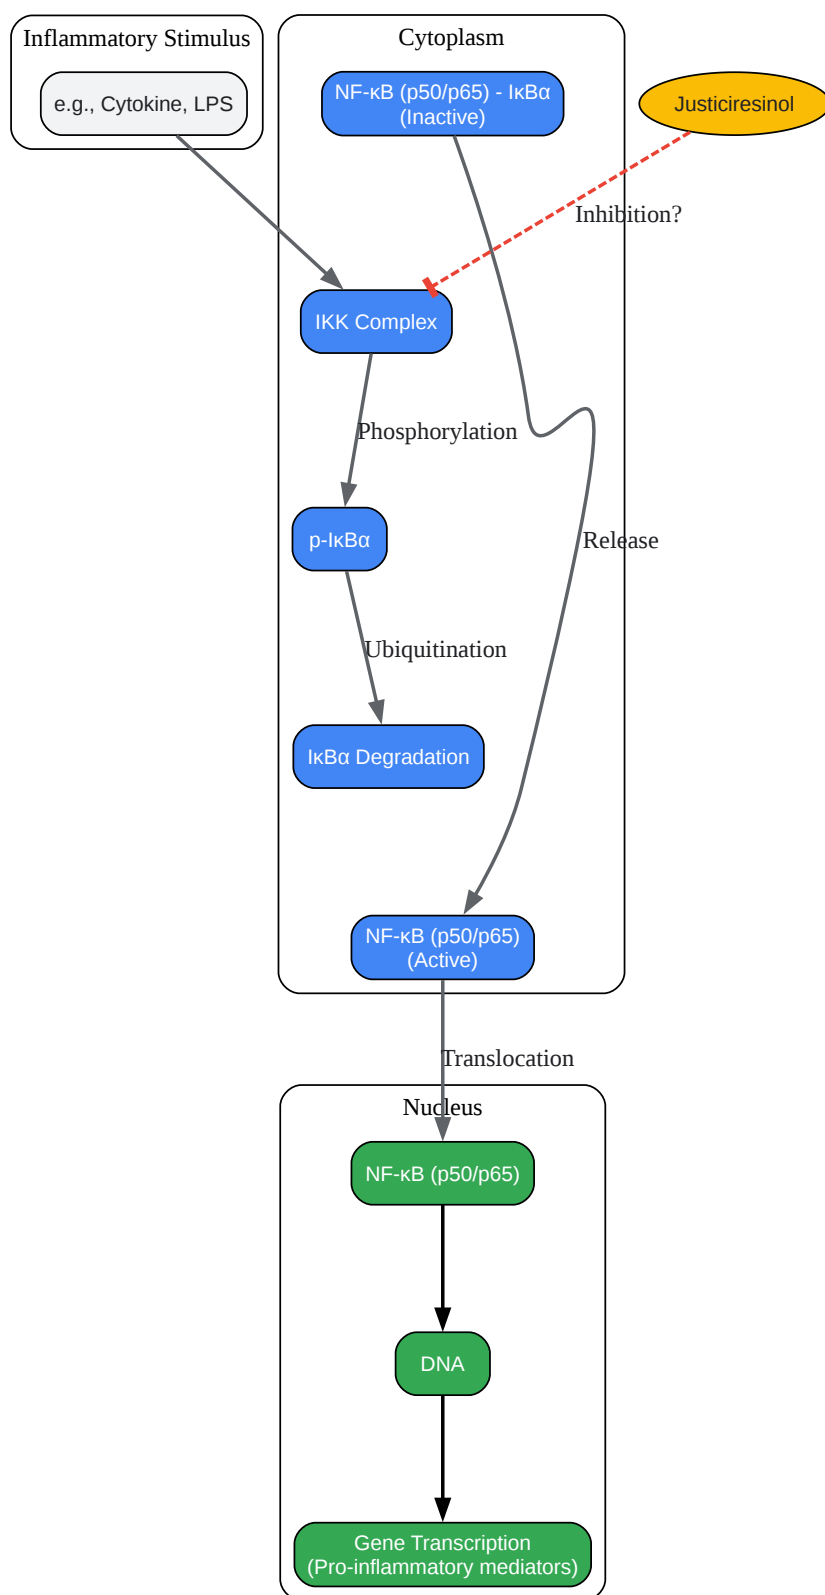 Inflammatory Stimulus
Cytoplasm
e.g., Cytokine, LPS
NF-κB (p50/p65) - IκBα
(Inactive)
Justiciresinol
Inhibition?
IKK Complex
Phosphorylation
p-IκBα
Release
Ubiquitination
IκBα Degradation
NF-κB (p50/p65)
(Active)
Translocation
Nucleus
NF-κB (p50/p65)
DNA
Gene Transcription
(Pro-inflammatory mediators)